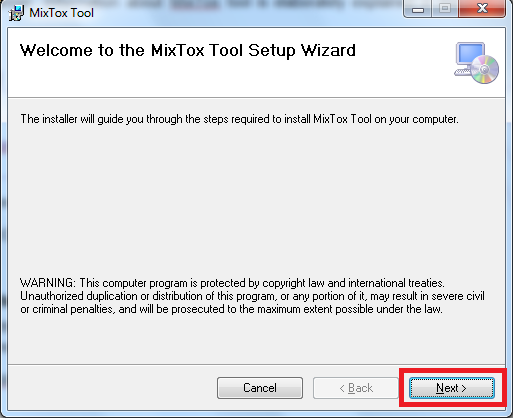 MixTox Tool
Welcome to the MixTox Tool Setup Wizard
The installer will guide you through the steps required to install MixTox Tool on your computer.
WARNING: This computer program is protected by copyright law and international treaties.
Unauthorized duplication or distribution of this program, or any portion of it, may result in severe civil
or criminal penalties, and will be prosecuted to the maximum extent possible under the law.
Cancel
< Back
Next >